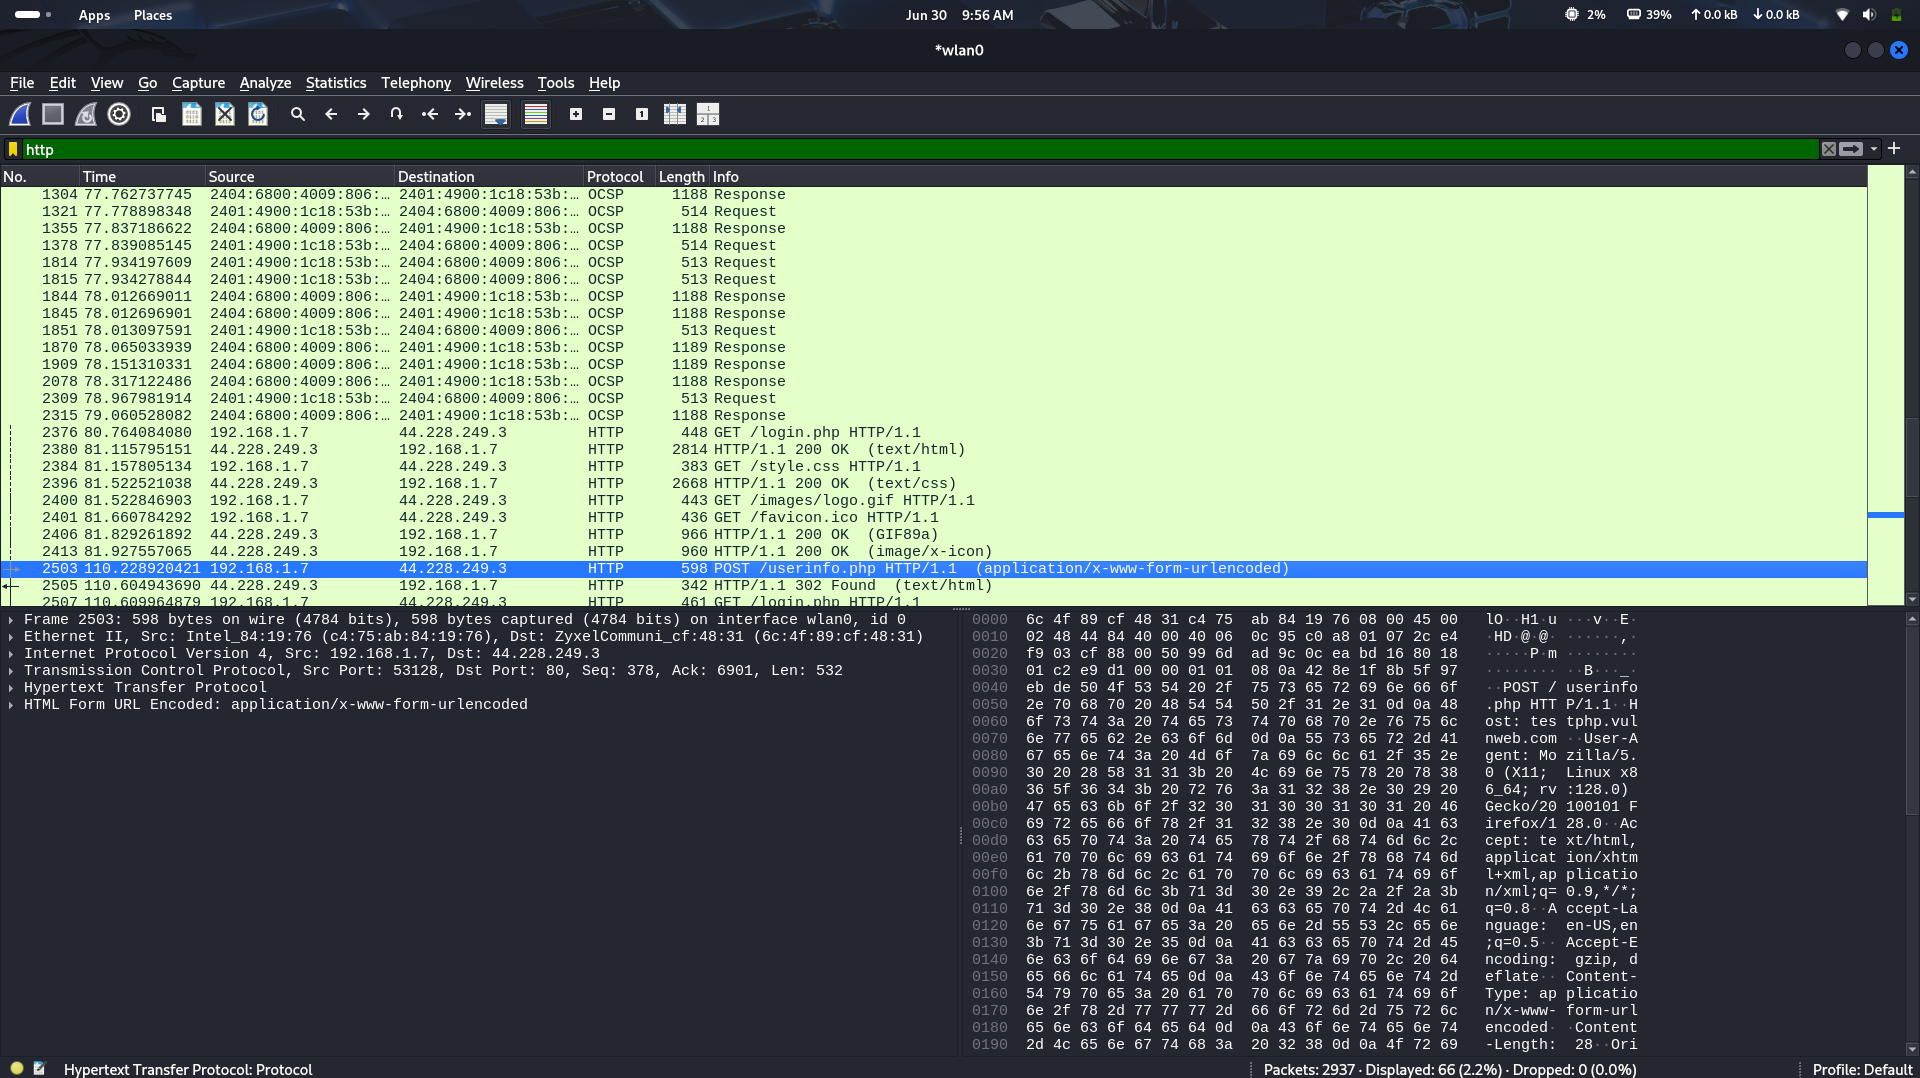 Apps Places Jun 30 9:56 AM 2% 39% ↑0.0 kB ↓0.0 kB
*wlan0
File Edit View Go Capture Analyze Statistics Telephony Wireless Tools Help
http
No. Time Source Destination Protocol Length Info
1304 77.762737745 2404:6800:4009:806:… 2401:4900:1c18:53b:… OCSP 1188 Response
1321 77.778898348 2401:4900:1c18:53b:… 2404:6800:4009:806:… OCSP 514 Request
1355 77.837186622 2404:6800:4009:806:… 2401:4900:1c18:53b:… OCSP 1188 Response
1378 77.839085145 2401:4900:1c18:53b:… 2404:6800:4009:806:… OCSP 514 Request
1814 77.934197609 2401:4900:1c18:53b:… 2404:6800:4009:806:… OCSP 513 Request
1815 77.934278844 2401:4900:1c18:53b:… 2404:6800:4009:806:… OCSP 513 Request
1844 78.012669011 2404:6800:4009:806:… 2401:4900:1c18:53b:… OCSP 1188 Response
1845 78.012696901 2404:6800:4009:806:… 2401:4900:1c18:53b:… OCSP 1188 Response
1851 78.013097591 2401:4900:1c18:53b:… 2404:6800:4009:806:… OCSP 513 Request
1870 78.065033939 2404:6800:4009:806:… 2401:4900:1c18:53b:… OCSP 1189 Response
1909 78.151310331 2404:6800:4009:806:… 2401:4900:1c18:53b:… OCSP 1189 Response
2078 78.317122486 2404:6800:4009:806:… 2401:4900:1c18:53b:… OCSP 1188 Response
2309 78.967981914 2401:4900:1c18:53b:… 2404:6800:4009:806:… OCSP 513 Request
2315 79.060528082 2404:6800:4009:806:… 2401:4900:1c18:53b:… OCSP 1188 Response
2376 80.764084080 192.168.1.7 44.228.249.3 HTTP 448 GET /login.php HTTP/1.1
2380 81.115795151 44.228.249.3 192.168.1.7 HTTP 2814 HTTP/1.1 200 OK (text/html)
2384 81.157805134 192.168.1.7 44.228.249.3 HTTP 383 GET /style.css HTTP/1.1
2396 81.522521038 44.228.249.3 192.168.1.7 HTTP 2668 HTTP/1.1 200 OK (text/css)
2400 81.522846903 192.168.1.7 44.228.249.3 HTTP 443 GET /images/logo.gif HTTP/1.1
2401 81.660784292 192.168.1.7 44.228.249.3 HTTP 436 GET /favicon.ico HTTP/1.1
2406 81.829261892 44.228.249.3 192.168.1.7 HTTP 966 HTTP/1.1 200 OK (GIF89a)
2413 81.927557065 44.228.249.3 192.168.1.7 HTTP 960 HTTP/1.1 200 OK (image/x-icon)
2503 110.228920421 192.168.1.7 44.228.249.3 HTTP 598 POST /userinfo.php HTTP/1.1 (application/x-www-form-urlencoded)
2505 110.604943690 44.228.249.3 192.168.1.7 HTTP 342 HTTP/1.1 302 Found (text/html)
2507 110.609964879 192.168.1.7 44.228.249.3 HTTP 461 GET /login.php HTTP/1.1
Frame 2503: 598 bytes on wire (4784 bits), 598 bytes captured (4784 bits) on interface wlan0, id 0
Ethernet II, Src: Intel_84:19:76 (c4:75:ab:84:19:76), Dst: ZyxelCommuni_cf:48:31 (6c:4f:89:cf:48:31)
Internet Protocol Version 4, Src: 192.168.1.7, Dst: 44.228.249.3
Transmission Control Protocol, Src Port: 53128, Dst Port: 80, Seq: 378, Ack: 6901, Len: 532
Hypertext Transfer Protocol
HTML Form URL Encoded: application/x-www-form-urlencoded
0000 6c 4f 89 cf 48 31 c4 75 ab 84 19 76 08 00 45 00 lO··H1·u ···v··E·
0010 02 48 44 84 40 00 40 06 0c 95 c0 a8 01 07 2c e4 ·HD·@·@· ······,·
0020 f9 03 cf 88 00 50 99 6d ad 9c 0c ea bd 16 80 18 ·····P·m ········
0030 01 c2 e9 d1 00 00 01 01 08 0a 42 8e 1f 8b 5f 97 ········ ··B···_·
0040 eb de 50 4f 53 54 20 2f 75 73 65 72 69 6e 66 6f ··POST / userinfo
0050 2e 70 68 70 20 48 54 54 50 2f 31 2e 31 0d 0a 48 .php HTT P/1.1··H
0060 6f 73 74 3a 20 74 65 73 74 70 68 70 2e 76 75 6c ost: tes tphp.vul
0070 6e 77 65 62 2e 63 6f 6d 0d 0a 55 73 65 72 2d 41 nweb.com ··User-A
0080 67 65 6e 74 3a 20 4d 6f 7a 69 6c 6c 61 2f 35 2e gent: Mo zilla/5.
0090 30 20 28 58 31 31 3b 20 4c 69 6e 75 78 20 78 38 0 (X11; Linux x8
00a0 36 5f 36 34 3b 20 72 76 3a 31 32 38 2e 30 29 20 6_64; rv :128.0)
00b0 47 65 63 6b 6f 2f 32 30 31 30 30 31 30 31 20 46 Gecko/20 100101 F
00c0 69 72 65 66 6f 78 2f 31 32 38 2e 30 0d 0a 41 63 irefox/1 28.0··Ac
00d0 63 65 70 74 3a 20 74 65 78 74 2f 68 74 6d 6c 2c cept: te xt/html,
00e0 61 70 70 6c 69 63 61 74 69 6f 6e 2f 78 68 74 6d applicat ion/xhtm
00f0 6c 2b 78 6d 6c 2c 61 70 70 6c 69 63 61 74 69 6f l+xml,ap plicatio
0100 6e 2f 78 6d 6c 3b 71 3d 30 2e 39 2c 2a 2f 2a 3b n/xml;q= 0.9,*/*;
0110 71 3d 30 2e 38 0d 0a 41 63 63 65 70 74 2d 4c 61 q=0.8··A ccept-La
0120 6e 67 75 61 67 65 3a 20 65 6e 2d 55 53 2c 65 6e nguage: en-US,en
0130 3b 71 3d 30 2e 35 0d 0a 41 63 63 65 70 74 2d 45 ;q=0.5·· Accept-E
0140 6e 63 6f 64 69 6e 67 3a 20 67 7a 69 70 2c 20 64 ncoding: gzip, d
0150 65 66 6c 61 74 65 0d 0a 43 6f 6e 74 65 6e 74 2d eflate·· Content-
0160 54 79 70 65 3a 20 61 70 70 6c 69 63 61 74 69 6f Type: ap plicatio
0170 6e 2f 78 2d 77 77 77 2d 66 6f 72 6d 2d 75 72 6c n/x-www- form-url
0180 65 6e 63 6f 64 65 64 0d 0a 43 6f 6e 74 65 6e 74 encoded· ·Content
0190 2d 4c 65 6e 67 74 68 3a 20 32 38 0d 0a 4f 72 69 -Length: 28··Ori
Hypertext Transfer Protocol: Protocol Packets: 2937 · Displayed: 66 (2.2%) · Dropped: 0 (0.0%) Profile: Default